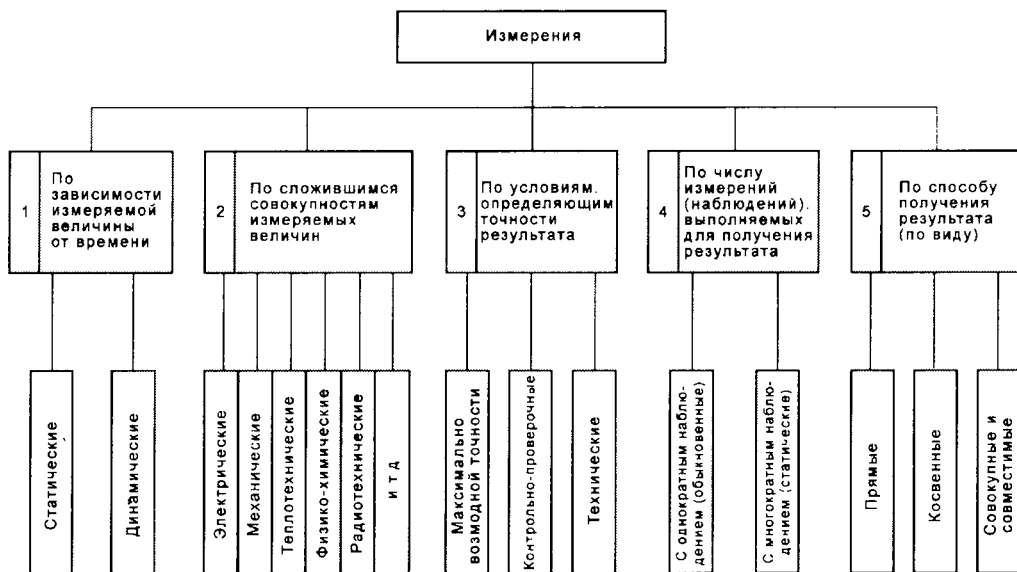 Измерения
1
По
зависимости
измеряемой
величины
от времени
2
По сложившимся
совокупностям
измеряемых
величин
3
По условиям.
определяющим
точности
результата
4
По числу
измерений
(наблюдений).
выполняемых
для получения
результата
5
По способу
получения
результата
(по виду)
Статические
Динамические
Электрические
Механические
Теплотехнические
Физико-химические
Радиотехнические
и т д
Максимально
возмодной точности
Контрольно-проверочные
Технические
С однократным наблю-
дением (обыкновенные)
С многократным наблю-
дением (статические)
Прямые
Косвенные
Совокупные и
совместимые